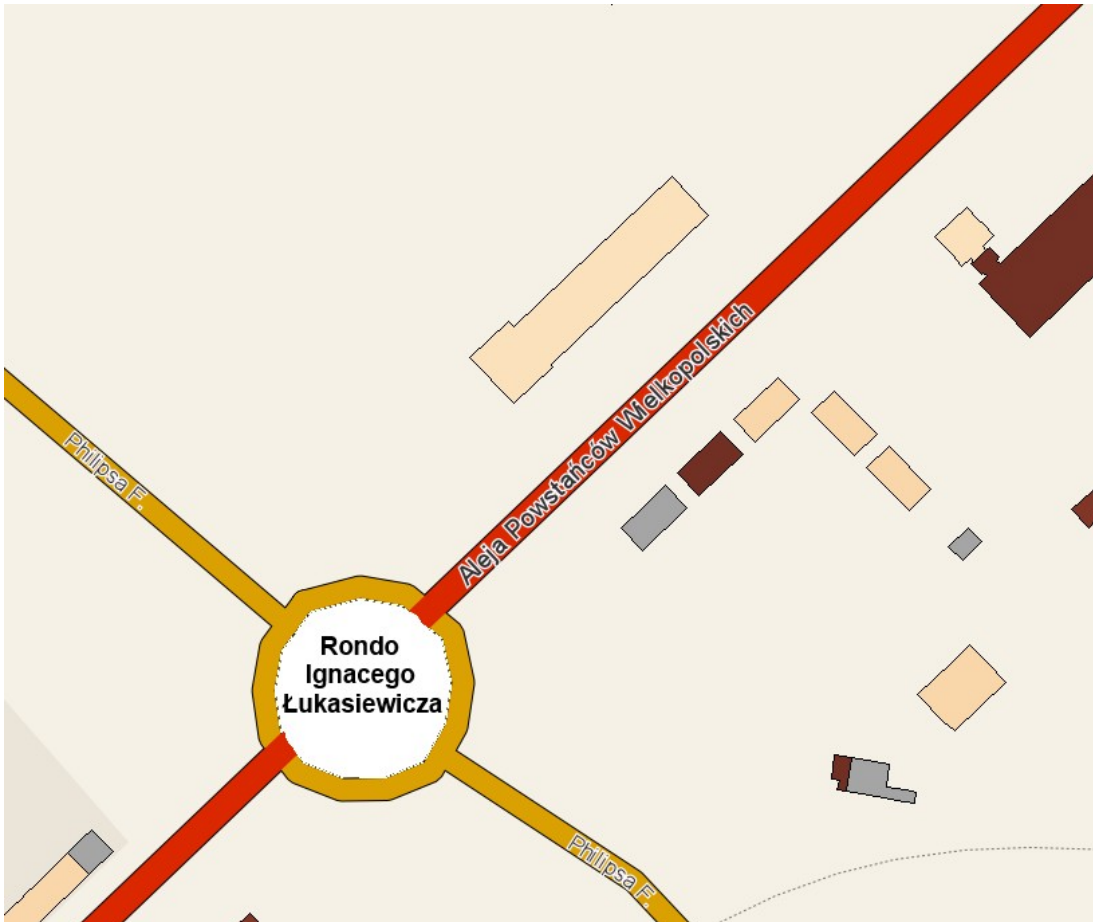 Aleja Powstańców Wielkopolskich
Philipsa F.
Rondo
Ignacego
Łukasiewicza
Philipsa F.